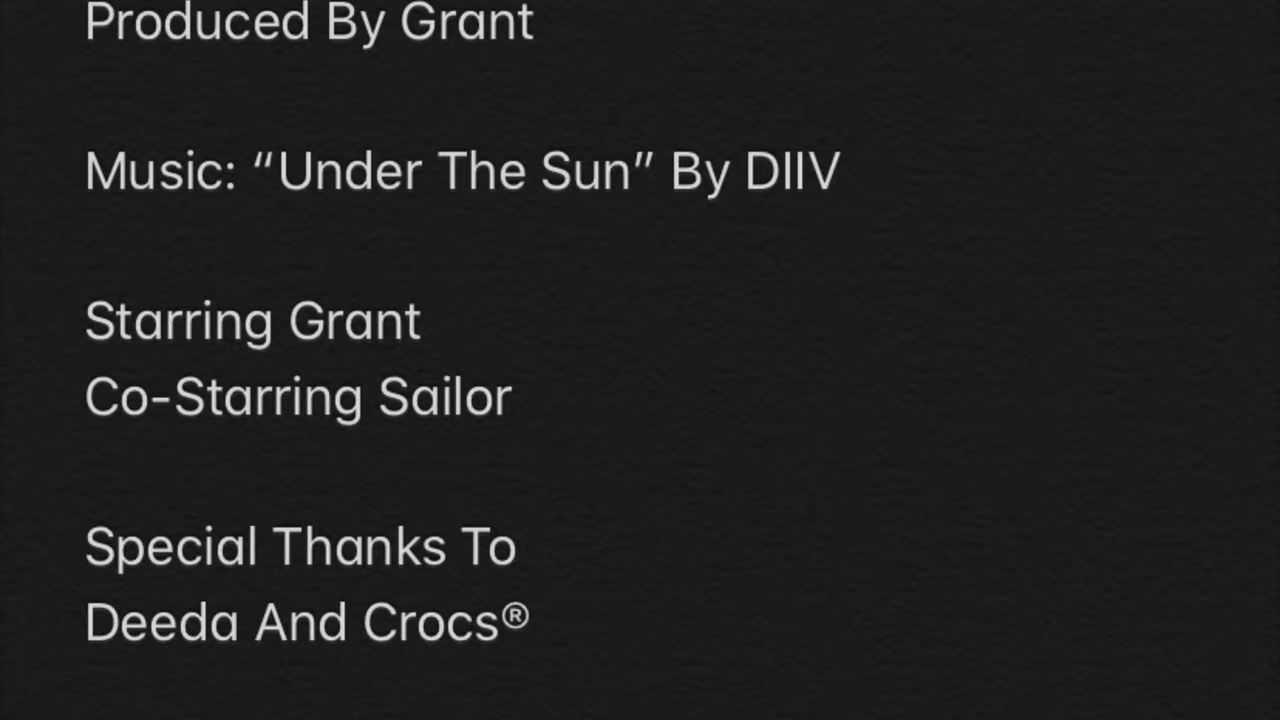 Produced By Grant
Music: “Under The Sun” By DIIV
Starring Grant
Co-Starring Sailor
Special Thanks To
Deeda And Crocs®